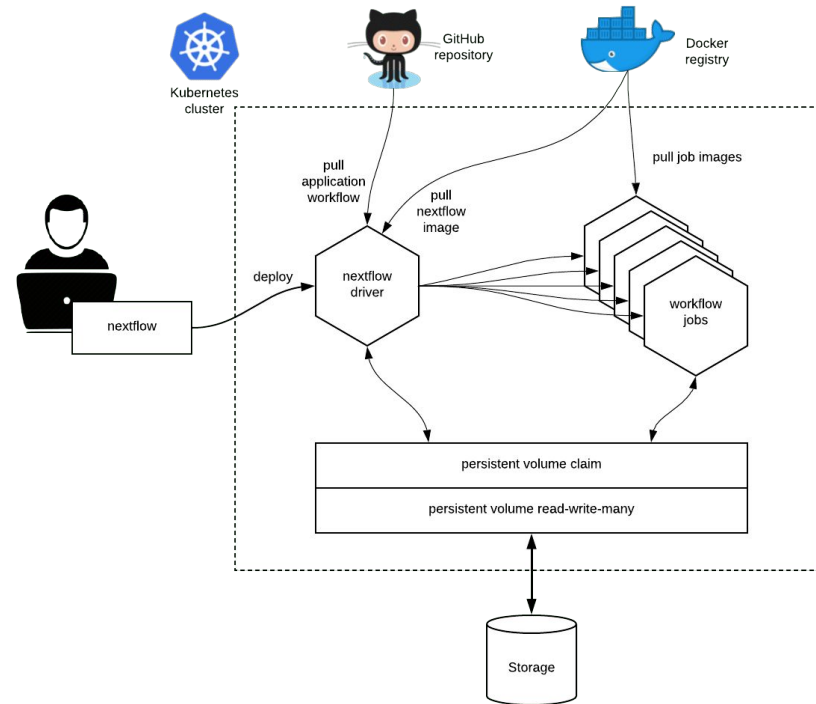 GitHub
repository
Docker
registry
Kubernetes
cluster
pull
application
workflow
pull
nextflow
image
pull job images
deploy
nextflow
driver
workflow
jobs
nextflow
persistent volume claim
persistent volume read-write-many
Storage